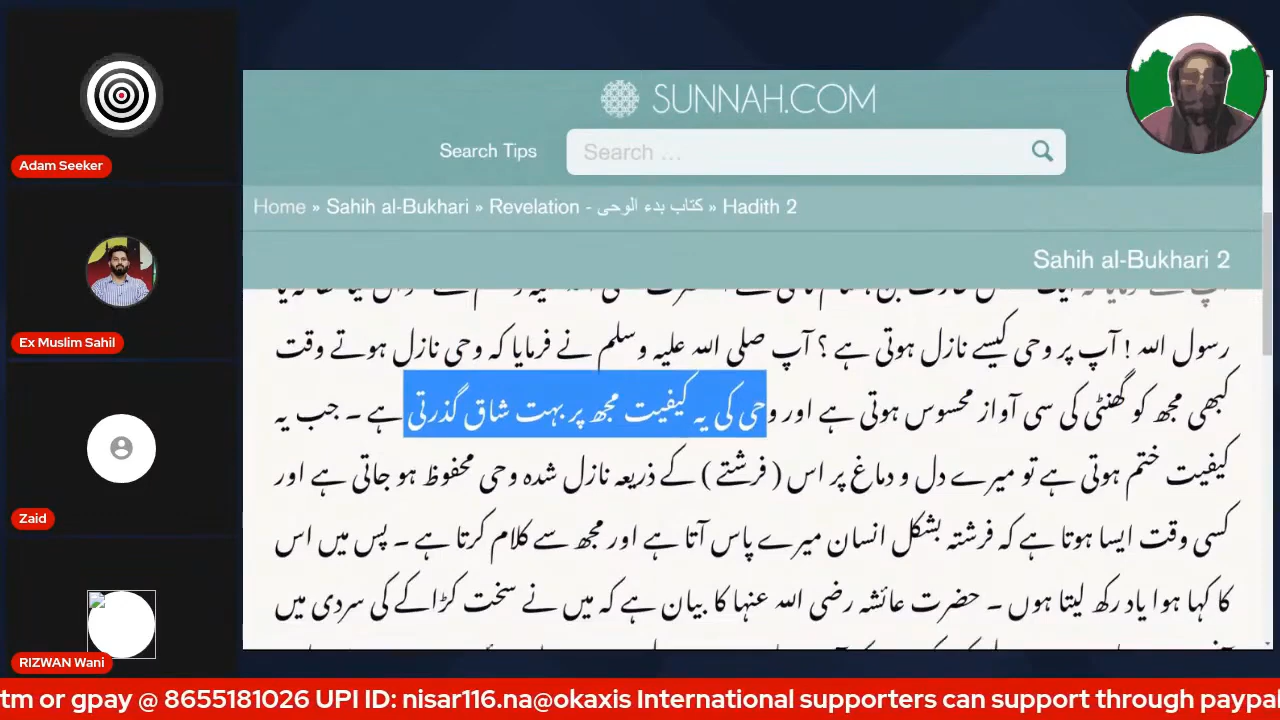 SUNNAH.COM
Search Tips
Search ...
Home » Sahih al-Bukhari » Revelation - كتاب بدء الوحى » Hadith 2
Sahih al-Bukhari 2
رسول اللہ ! آپ پر وحی کیسے نازل ہوتی ہے ؟ آپ صلی اللہ علیہ وسلم نے فرمایا کہ وحی نازل ہوتے وقت
کبھی مجھ کو گھنٹی کی سی آواز محسوس ہوتی ہے اور وحی کی یہ کیفیت مجھ پر بہت شاق گذرتی ہے ۔ جب یہ
کیفیت ختم ہوتی ہے تو میرے دل و دماغ پر اس ( فرشتے ) کے ذریعہ نازل شدہ وحی محفوظ ہو جاتی ہے اور
کسی وقت ایسا ہوتا ہے کہ فرشتہ بشکل انسان میرے پاس آتا ہے اور مجھ سے کلام کرتا ہے ۔ پس میں اس
کا کہا ہوا یاد رکھ لیتا ہوں ۔ حضرت عائشہ رضی اللہ عنہا کا بیان ہے کہ میں نے سخت کڑاکے کی سردی میں
Adam Seeker
Ex Muslim Sahil
Zaid
RIZWAN Wani
tm or gpay @ 8655181026 UPI ID: nisar116.na@okaxis International supporters can support through paypal